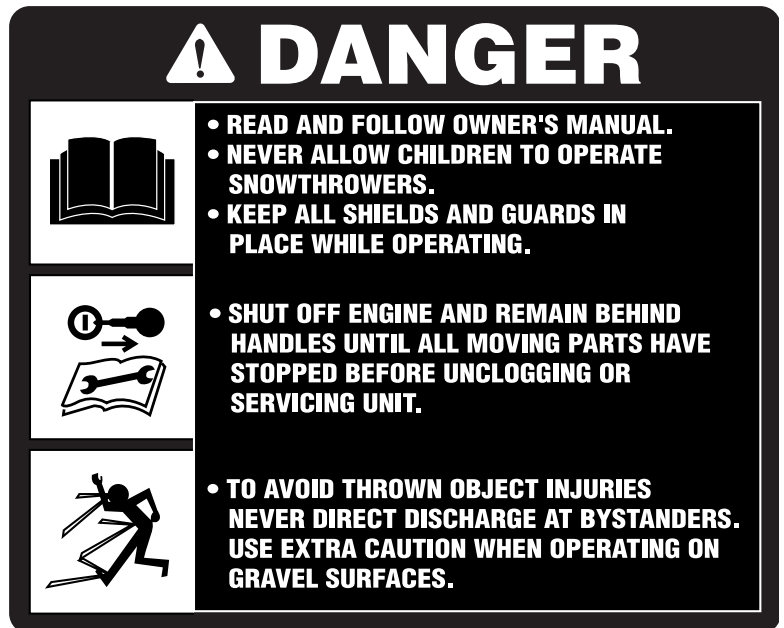 DANGER
• READ AND FOLLOW OWNER'S MANUAL.
• NEVER ALLOW CHILDREN TO OPERATE
SNOWTHROWERS.
• KEEP ALL SHIELDS AND GUARDS IN
PLACE WHILE OPERATING.
• SHUT OFF ENGINE AND REMAIN BEHIND
HANDLES UNTIL ALL MOVING PARTS HAVE
STOPPED BEFORE UNCLOGGING OR
SERVICING UNIT.
• TO AVOID THROWN OBJECT INJURIES
NEVER DIRECT DISCHARGE AT BYSTANDERS.
USE EXTRA CAUTION WHEN OPERATING ON
GRAVEL SURFACES.